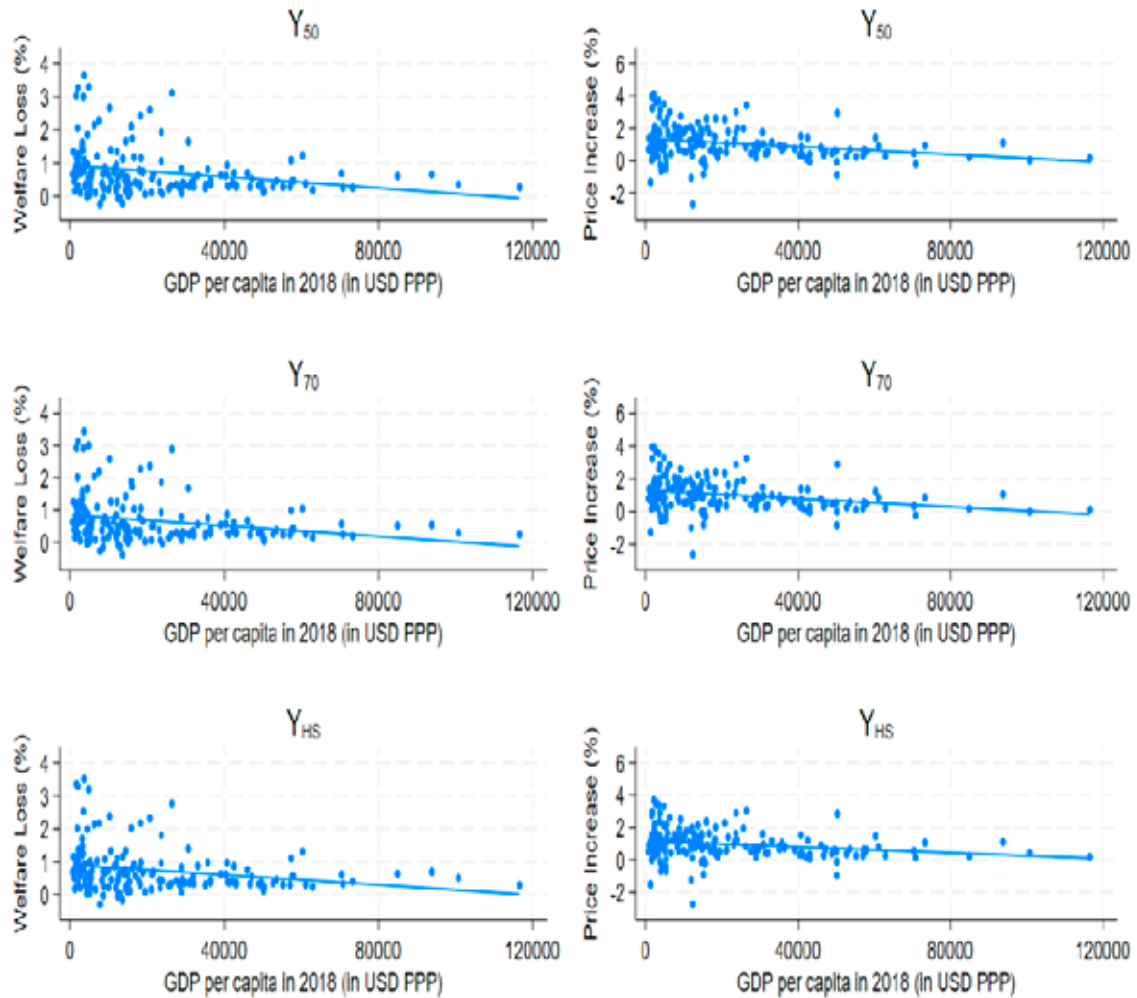 Y50
Welfare Loss (%)
4
3
2
1
0
0 40000 80000 120000
GDP per capita in 2018 (in USD PPP)
Y50
Price Increase (%)
6
4
2
0
-2
0 40000 80000 120000
GDP per capita in 2018 (in USD PPP)
Y70
Welfare Loss (%)
4
3
2
1
0
0 40000 80000 120000
GDP per capita in 2018 (in USD PPP)
Y70
Price Increase (%)
6
4
2
0
-2
0 40000 80000 120000
GDP per capita in 2018 (in USD PPP)
YHS
Welfare Loss (%)
4
3
2
1
0
0 40000 80000 120000
GDP per capita in 2018 (in USD PPP)
YHS
Price Increase (%)
6
4
2
0
-2
0 40000 80000 120000
GDP per capita in 2018 (in USD PPP)